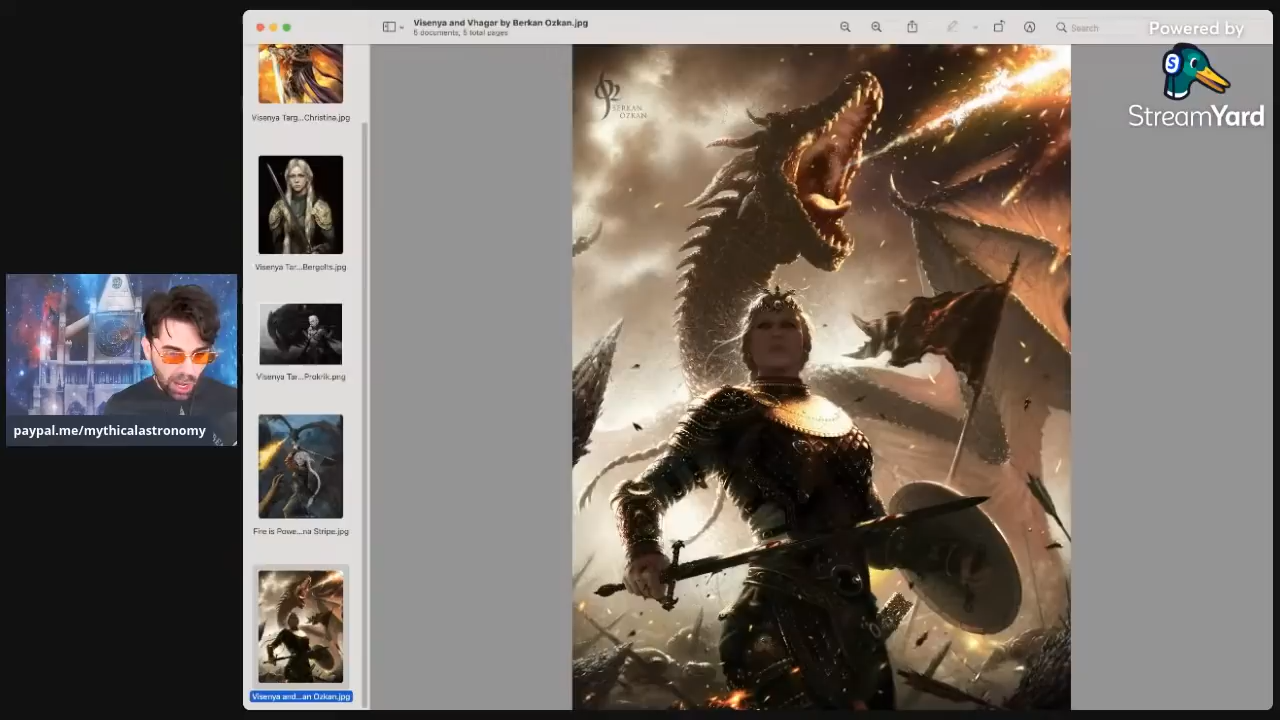 Visenya and Vhagar by Berkan Ozkan.jpg
5 documents, 5 total pages
Search
Powered by
S
StreamYard
BERKAN
OZKAN
Visenya Targ...Christina.jpg
Visenya Tar...Bergolts.jpg
Visenya Tar...Prokrik.png
Fire is Powe...na Stripe.jpg
Visenya and...an Ozkan.jpg
paypal.me/mythicalastronomy